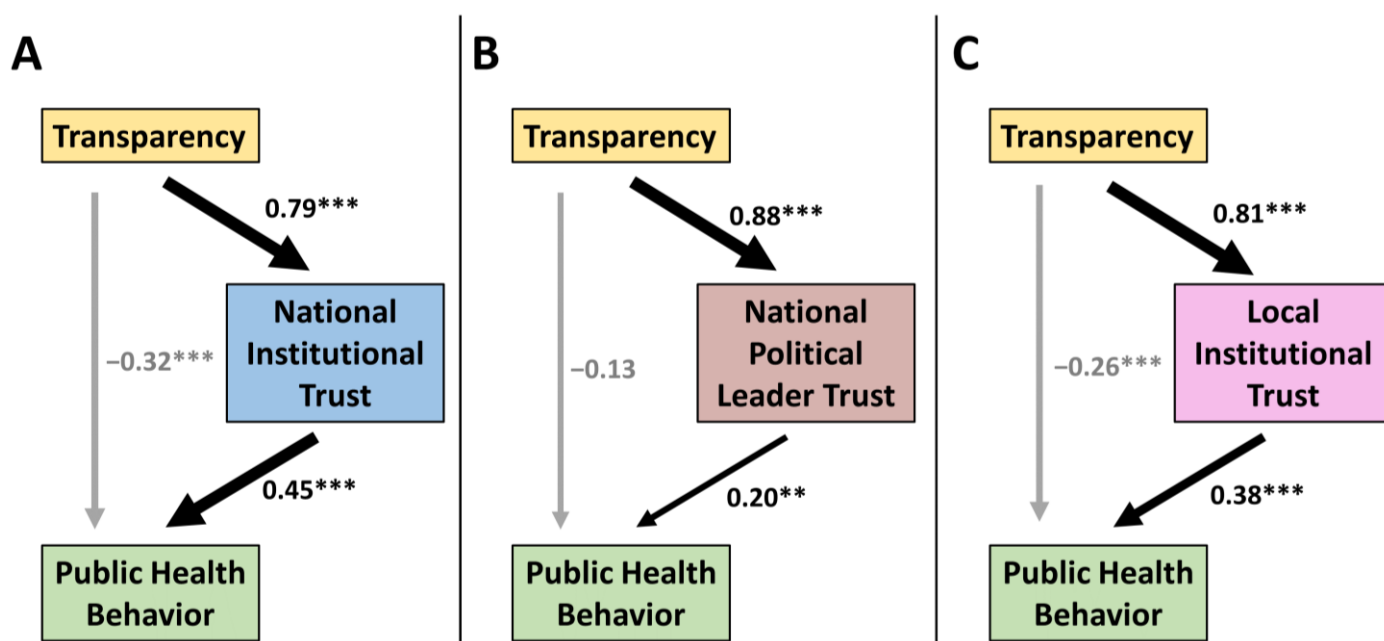 A
Transparency
0.79***
National
Institutional
Trust
−0.32***
0.45***
Public Health
Behavior
B
Transparency
0.88***
National
Political
Leader Trust
−0.13
0.20**
Public Health
Behavior
C
Transparency
0.81***
Local
Institutional
Trust
−0.26***
0.38***
Public Health
Behavior